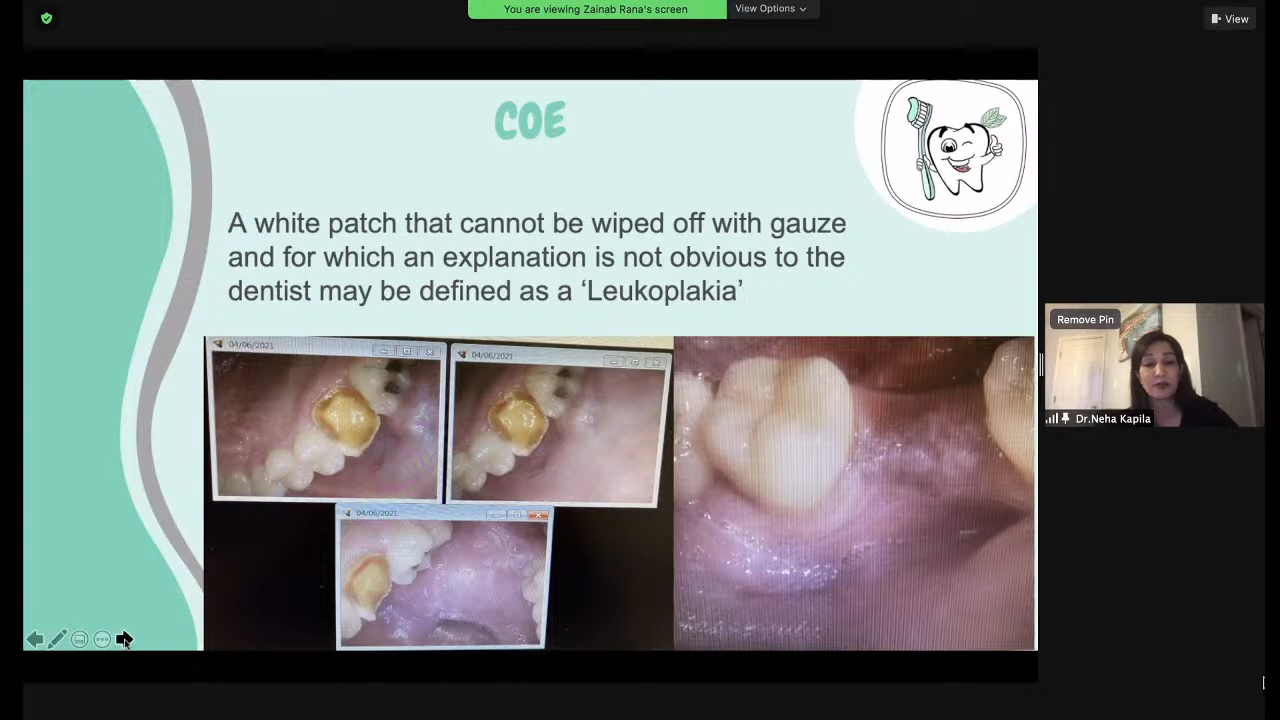 You are viewing Zainab Rana's screen
View Options
View
COE
A white patch that cannot be wiped off with gauze
and for which an explanation is not obvious to the
dentist may be defined as a ‘Leukoplakia’
04/06/2021
04/06/2021
04/06/2021
Remove Pin
Dr.Neha Kapila